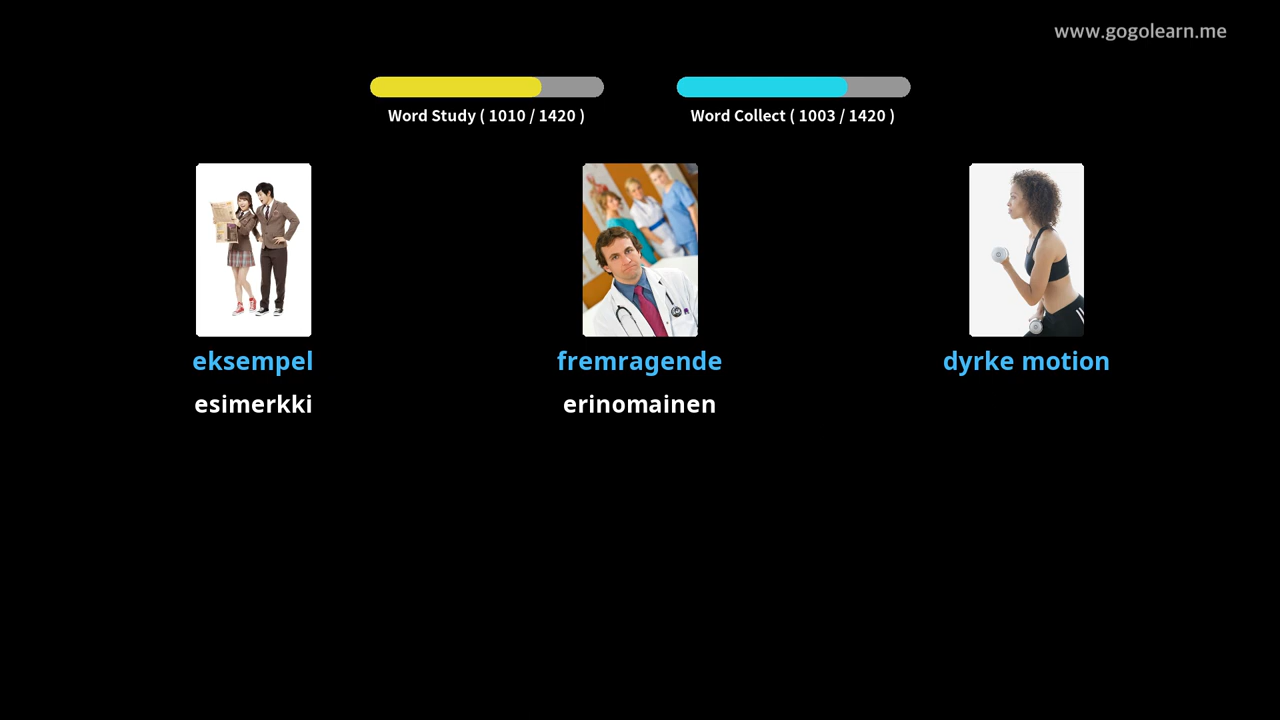 www.gogolearn.me
Word Study ( 1010 / 1420 )
Word Collect ( 1003 / 1420 )
eksempel
fremragende
dyrke motion
esimerkki
erinomainen